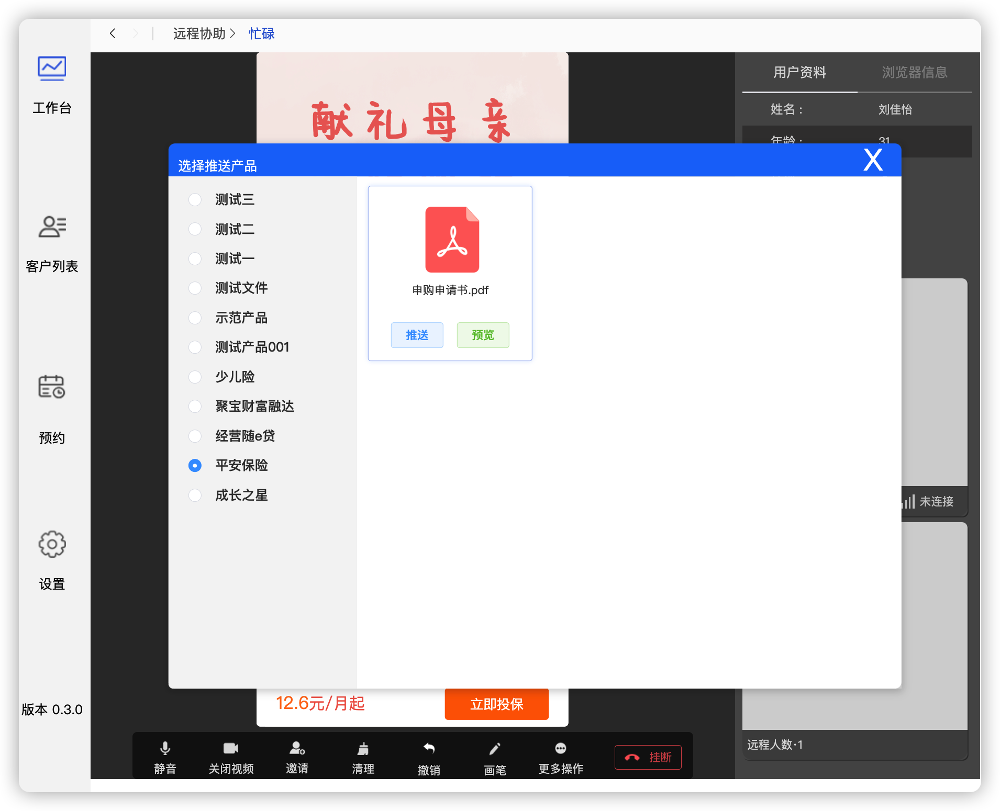 远程协助
忙碌
工作台
客户列表
预约
设置
版本 0.3.0
献礼母亲
用户资料
浏览器信息
姓名：
刘佳怡
年龄：
31
选择推送产品
X
测试三
测试二
测试一
测试文件
示范产品
测试产品001
少儿险
聚宝财富融达
经营随e贷
平安保险
成长之星
申购申请书.pdf
推送
预览
未连接
12.6元/月起
立即投保
远程人数·1
静音
关闭视频
邀请
清理
撤销
画笔
更多操作
挂断